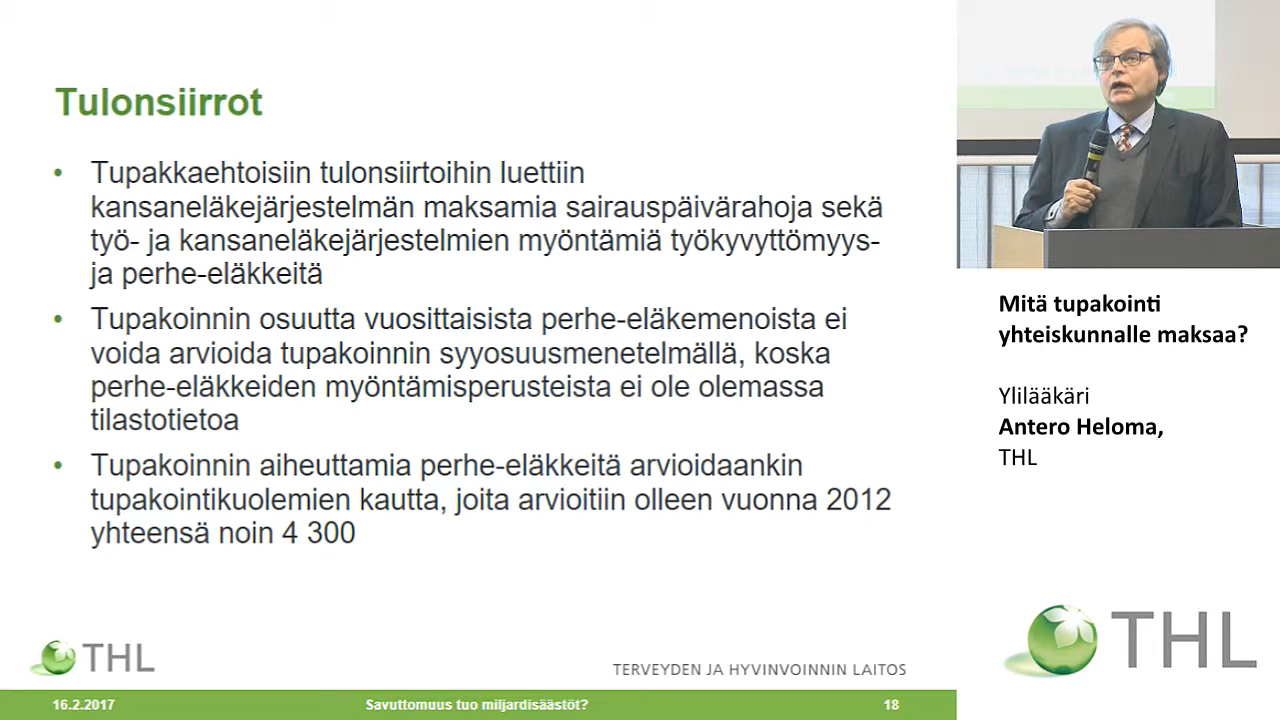 Tulonsiirrot
• Tupakkaehtoisiin tulonsiirtoihin luettiin
kansaneläkejärjestelmän maksamia sairauspäivärahoja sekä
työ- ja kansaneläkejärjestelmien myöntämiä työkyvyttömyys-
ja perhe-eläkkeitä
• Tupakoinnin osuutta vuosittaisista perhe-eläkemenoista ei
voida arvioida tupakoinnin syyosuusmenetelmällä, koska
perhe-eläkkeiden myöntämisperusteista ei ole olemassa
tilastotietoa
• Tupakoinnin aiheuttamia perhe-eläkkeitä arvioidaankin
tupakointikuolemien kautta, joita arvioitiin olleen vuonna 2012
yhteensä noin 4 300
THL
TERVEYDEN JA HYVINVOINNIN LAITOS
16.2.2017
Savuttomuus tuo miljardisäästöt?
18
Mitä tupakointi
yhteiskunnalle maksaa?
Ylilääkäri
Antero Heloma,
THL
THL